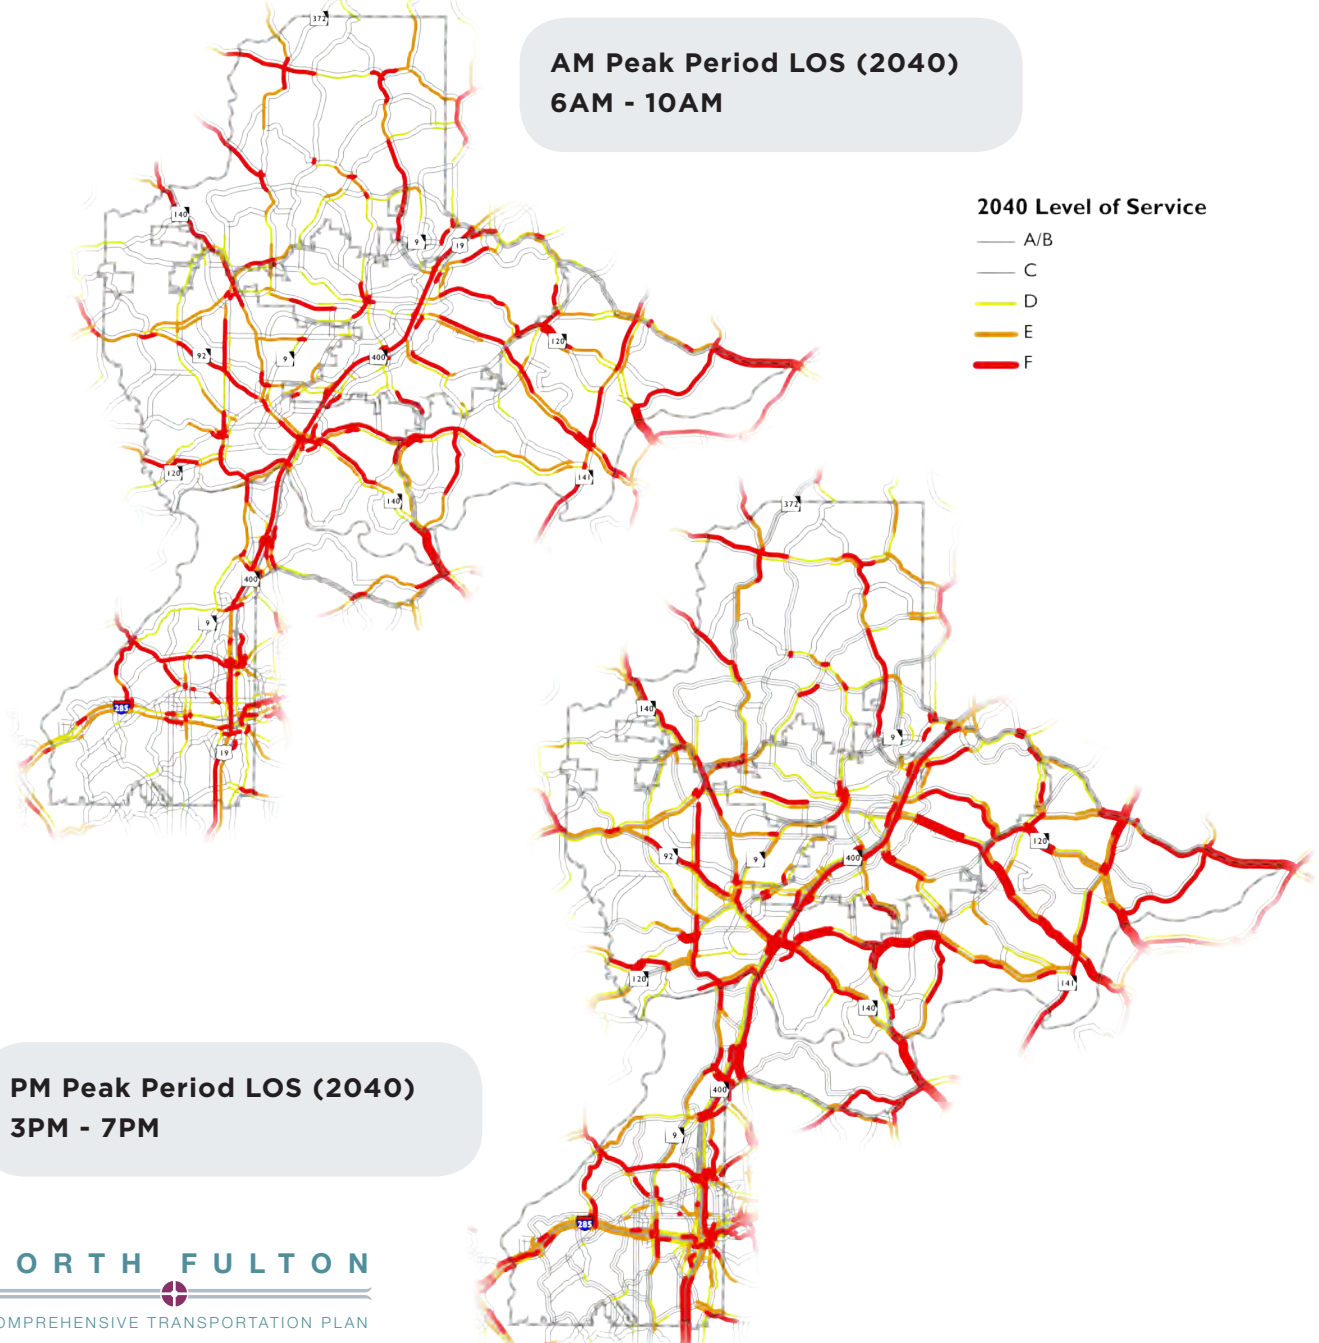 372
AM Peak Period LOS (2040)
6AM - 10AM
2040 Level of Service
A/B
C
D
E
F
140
9
19
120
92
9
400
120
141
140
400
9
285
19
372
140
9
120
92
9
400
120
141
140
400
9
285
PM Peak Period LOS (2040)
3PM - 7PM
ORTH FULTON
OMPREHENSIVE TRANSPORTATION PLAN